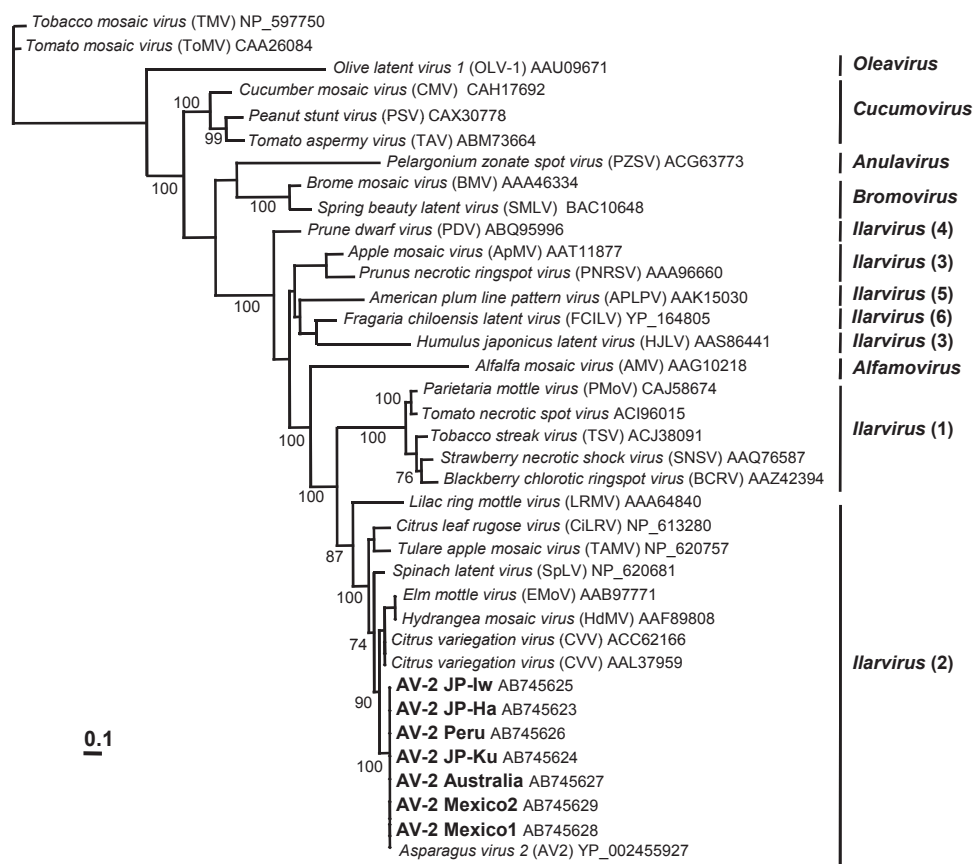 Tobacco mosaic virus (TMV) NP_597750
Tomato mosaic virus (ToMV) CAA26084
Olive latent virus 1 (OLV-1) AAU09671
Oleavirus
Cucumber mosaic virus (CMV) CAH17692
100
Peanut stunt virus (PSV) CAX30778
Cucumovirus
99
Tomato aspermy virus (TAV) ABM73664
Pelargonium zonate spot virus (PZSV) ACG63773
Anulavirus
100
Brome mosaic virus (BMV) AAA46334
Bromovirus
100
Spring beauty latent virus (SMLV) BAC10648
Prune dwarf virus (PDV) ABQ95996
Ilarvirus (4)
Apple mosaic virus (ApMV) AAT11877
Ilarvirus (3)
Prunus necrotic ringspot virus (PNRSV) AAA96660
100
American plum line pattern virus (APLPV) AAK15030
Ilarvirus (5)
Fragaria chiloensis latent virus (FCILV) YP_164805
Ilarvirus (6)
Humulus japonicus latent virus (HJLV) AAS86441
Ilarvirus (3)
Alfalfa mosaic virus (AMV) AAG10218
Alfamovirus
Parietaria mottle virus (PMoV) CAJ58674
100
Tomato necrotic spot virus ACI96015
100
100
Tobacco streak virus (TSV) ACJ38091
Ilarvirus (1)
Strawberry necrotic shock virus (SNSV) AAQ76587
76
Blackberry chlorotic ringspot virus (BCRV) AAZ42394
100
Lilac ring mottle virus (LRMV) AAA64840
Citrus leaf rugose virus (CiLRV) NP_613280
87
Tulare apple mosaic virus (TAMV) NP_620757
Spinach latent virus (SpLV) NP_620681
100
Elm mottle virus (EMoV) AAB97771
Hydrangea mosaic virus (HdMV) AAF89808
74
Citrus variegation virus (CVV) ACC62166
Citrus variegation virus (CVV) AAL37959
Ilarvirus (2)
AV-2 JP-Iw AB745625
90
AV-2 JP-Ha AB745623
AV-2 Peru AB745626
0.1
AV-2 JP-Ku AB745624
100
AV-2 Australia AB745627
AV-2 Mexico2 AB745629
AV-2 Mexico1 AB745628
Asparagus virus 2 (AV2) YP_002455927